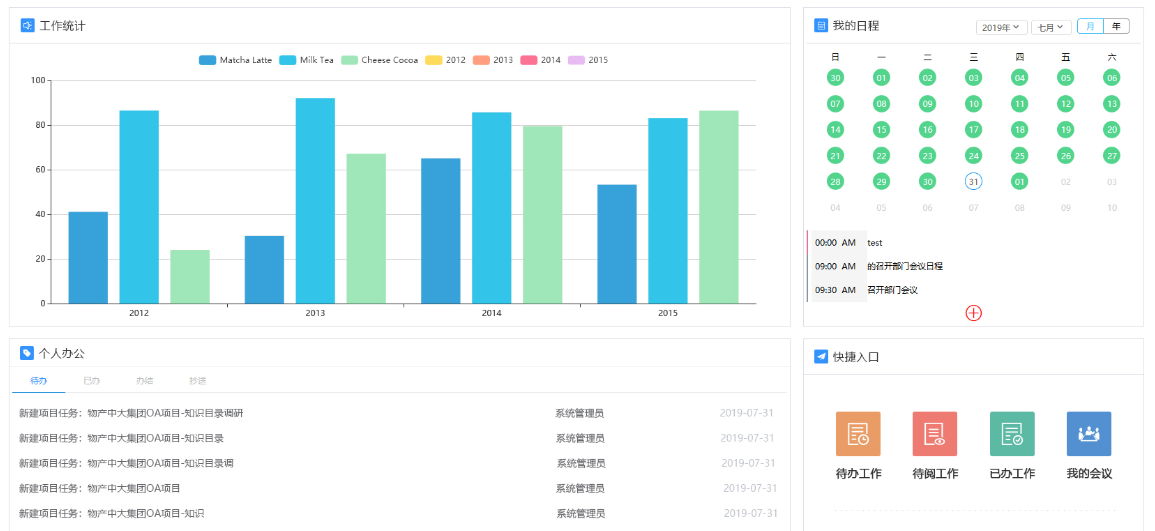 工作统计
Matcha Latte Milk Tea Cheese Cocoa 2012 2013 2014 2015
100
80
60
40
20
0
2012 2013 2014 2015
我的日程 2019年 七月 月 年
日 一 二 三 四 五 六
30 01 02 03 04 05 06
07 08 09 10 11 12 13
14 15 16 17 18 19 20
21 22 23 24 25 26 27
28 29 30 31 01 02 03
04 05 06 07 08 09 10
00:00 AM test
09:00 AM 的召开部门会议日程
09:30 AM 召开部门会议
个人办公
待办 已办 办结 抄送
新建项目任务：物产中大集团OA项目-知识目录调研 系统管理员 2019-07-31
新建项目任务：物产中大集团OA项目-知识目录 系统管理员 2019-07-31
新建项目任务：物产中大集团OA项目-知识目录调 系统管理员 2019-07-31
新建项目任务：物产中大集团OA项目 系统管理员 2019-07-31
新建项目任务：物产中大集团OA项目-知识 系统管理员 2019-07-31
快捷入口
待办工作 待阅工作 已办工作 我的会议